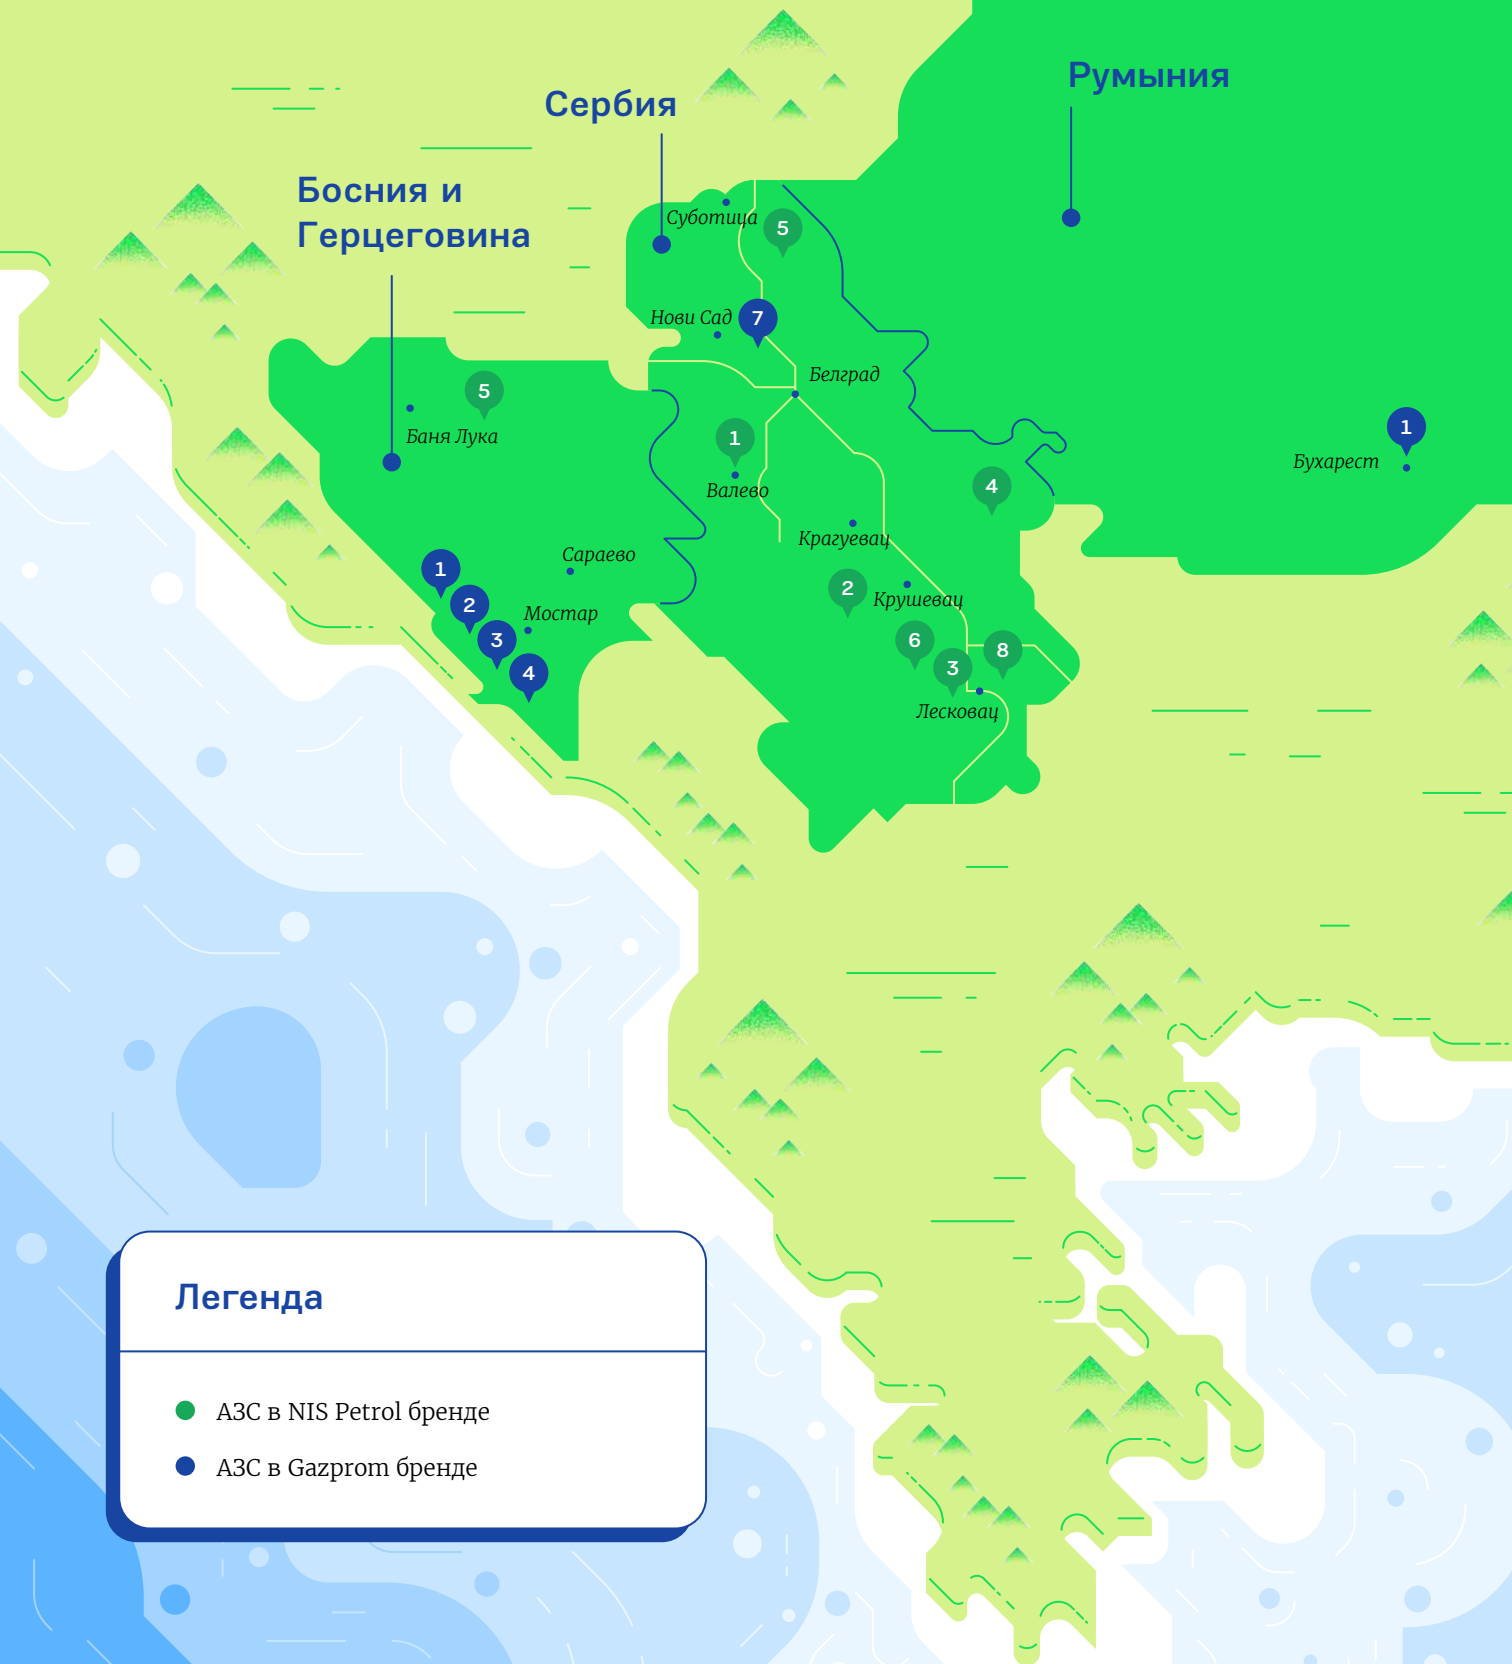 Румыния
Сербия
Босния и
Герцеговина
Суботица
5
Нови Сад
7
Белград
5
Баня Лука
1
Валево
1
Бухарест
4
Крагуевац
Сараево
1
2
3
4
Мостар
2
Крушевац
6
3
8
Лесковац
Легенда
АЗС в NIS Petrol бренде
АЗС в Gazprom бренде